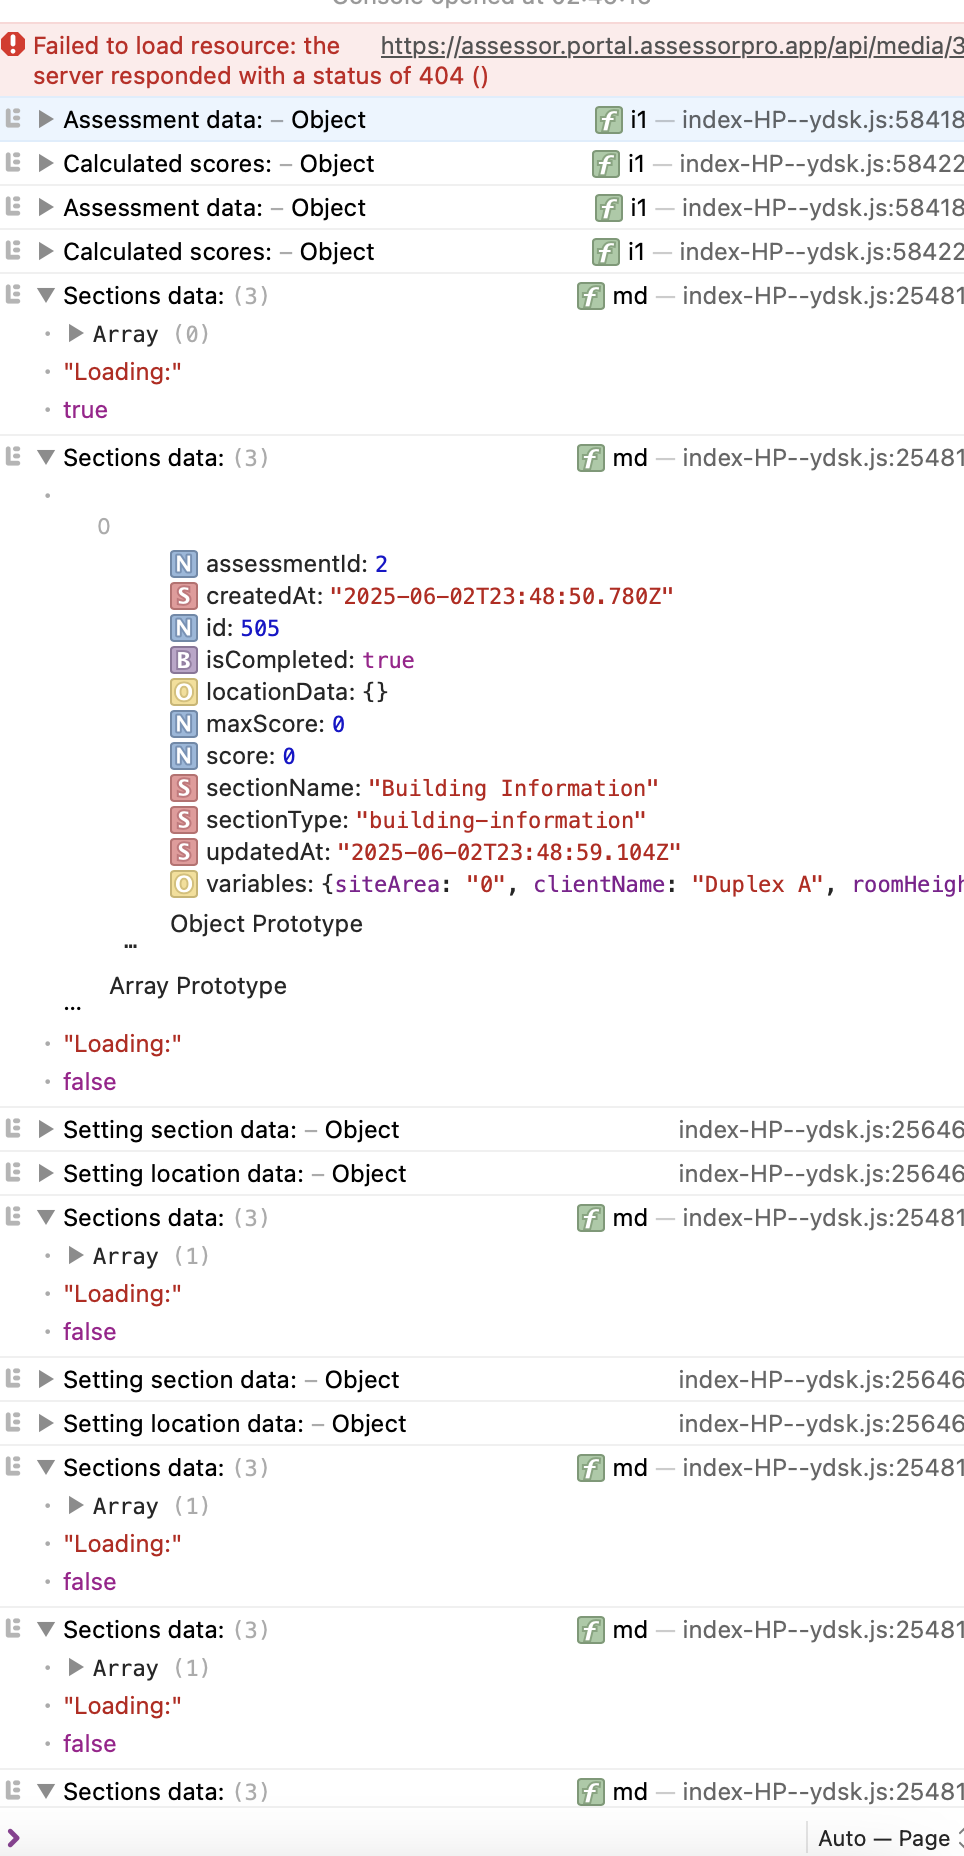 Failed to load resource: the https://assessor.portal.assessorpro.app/api/media/3
server responded with a status of 404 ()
Assessment data: – Object f i1 — index-HP--ydsk.js:58418
Calculated scores: – Object f i1 — index-HP--ydsk.js:58422
Assessment data: – Object f i1 — index-HP--ydsk.js:58418
Calculated scores: – Object f i1 — index-HP--ydsk.js:58422
Sections data: (3) f md — index-HP--ydsk.js:25481
Array (0)
"Loading:"
true
Sections data: (3) f md — index-HP--ydsk.js:25481
0
N assessmentId: 2
S createdAt: "2025-06-02T23:48:50.780Z"
N id: 505
B isCompleted: true
O locationData: {}
N maxScore: 0
N score: 0
S sectionName: "Building Information"
S sectionType: "building-information"
S updatedAt: "2025-06-02T23:48:59.104Z"
O variables: {siteArea: "0", clientName: "Duplex A", roomHeigh
Object Prototype
…
Array Prototype
…
"Loading:"
false
Setting section data: – Object index-HP--ydsk.js:25646
Setting location data: – Object index-HP--ydsk.js:25646
Sections data: (3) f md — index-HP--ydsk.js:25481
Array (1)
"Loading:"
false
Setting section data: – Object index-HP--ydsk.js:25646
Setting location data: – Object index-HP--ydsk.js:25646
Sections data: (3) f md — index-HP--ydsk.js:25481
Array (1)
"Loading:"
false
Sections data: (3) f md — index-HP--ydsk.js:25481
Array (1)
"Loading:"
false
Sections data: (3) f md — index-HP--ydsk.js:25481
Auto — Page